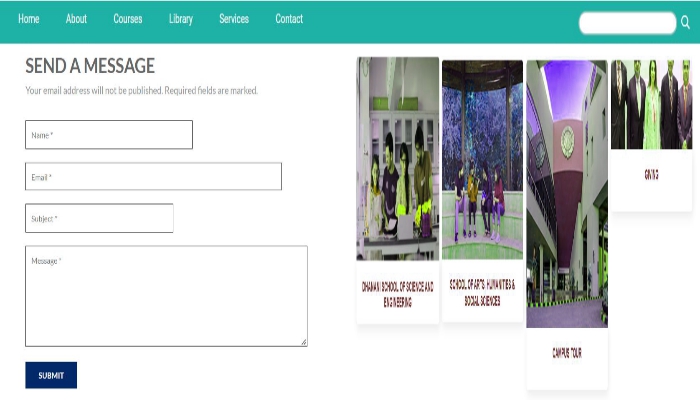 Home About Courses Library Services Contact
SEND A MESSAGE
Your email address will not be published. Required fields are marked.
Name *
Email *
Subject *
Message *
SUBMIT
DHANANI SCHOOL OF SCIENCE AND
ENGINEERING
SCHOOL OF ARTS, HUMANITIES &
SOCIAL SCIENCES
CAMPUS TOUR
GIVING